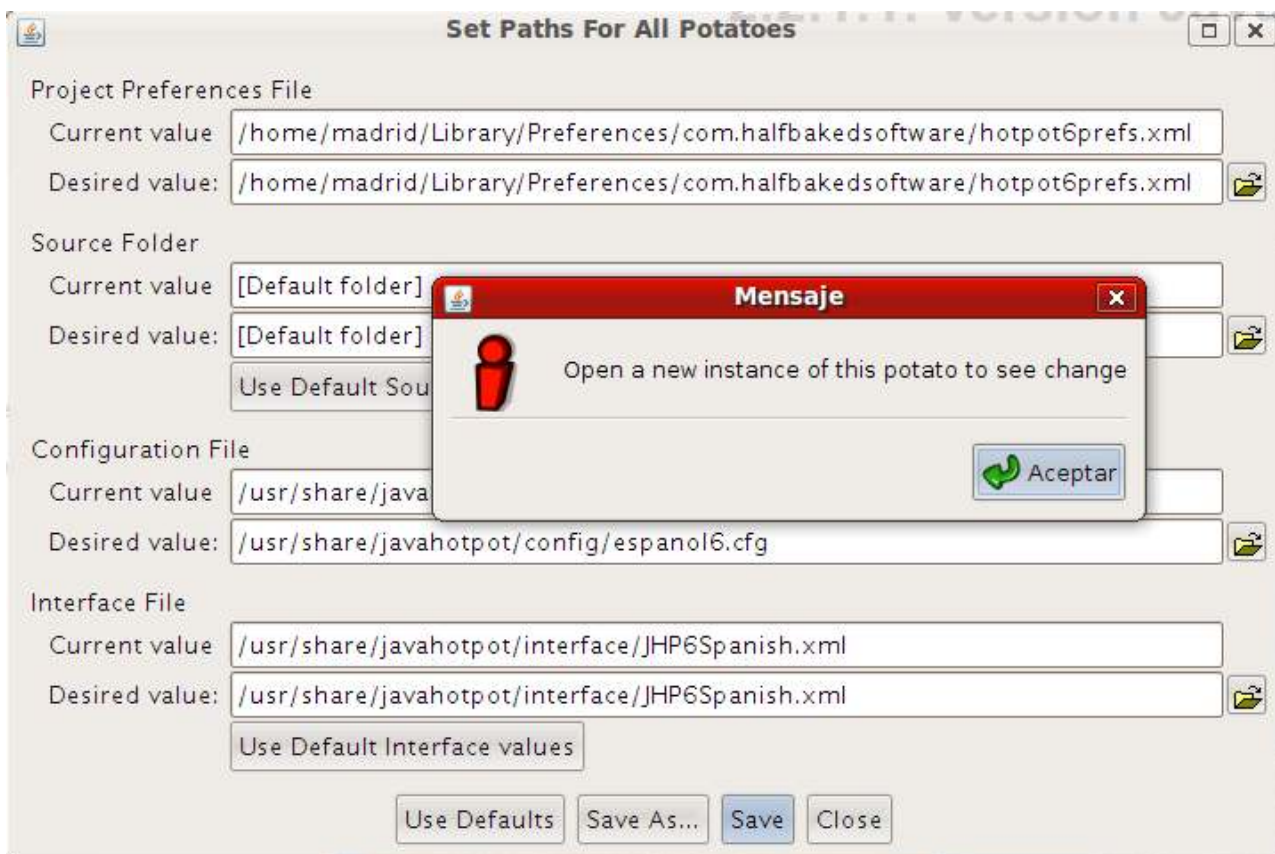 Set Paths For All Potatoes
Project Preferences File
Current value /home/madrid/Library/Preferences/com.halfbakedsoftware/hotpot6prefs.xml
Desired value: /home/madrid/Library/Preferences/com.halfbakedsoftware/hotpot6prefs.xml
Source Folder
Current value [Default folder]
Desired value: [Default folder]
Use Default Sou
Mensaje
Open a new instance of this potato to see change
Aceptar
Configuration File
Current value /usr/share/java
Desired value: /usr/share/javahotpot/config/espanol6.cfg
Interface File
Current value /usr/share/javahotpot/interface/JHP6Spanish.xml
Desired value: /usr/share/javahotpot/interface/JHP6Spanish.xml
Use Default Interface values
Use Defaults Save As... Save Close